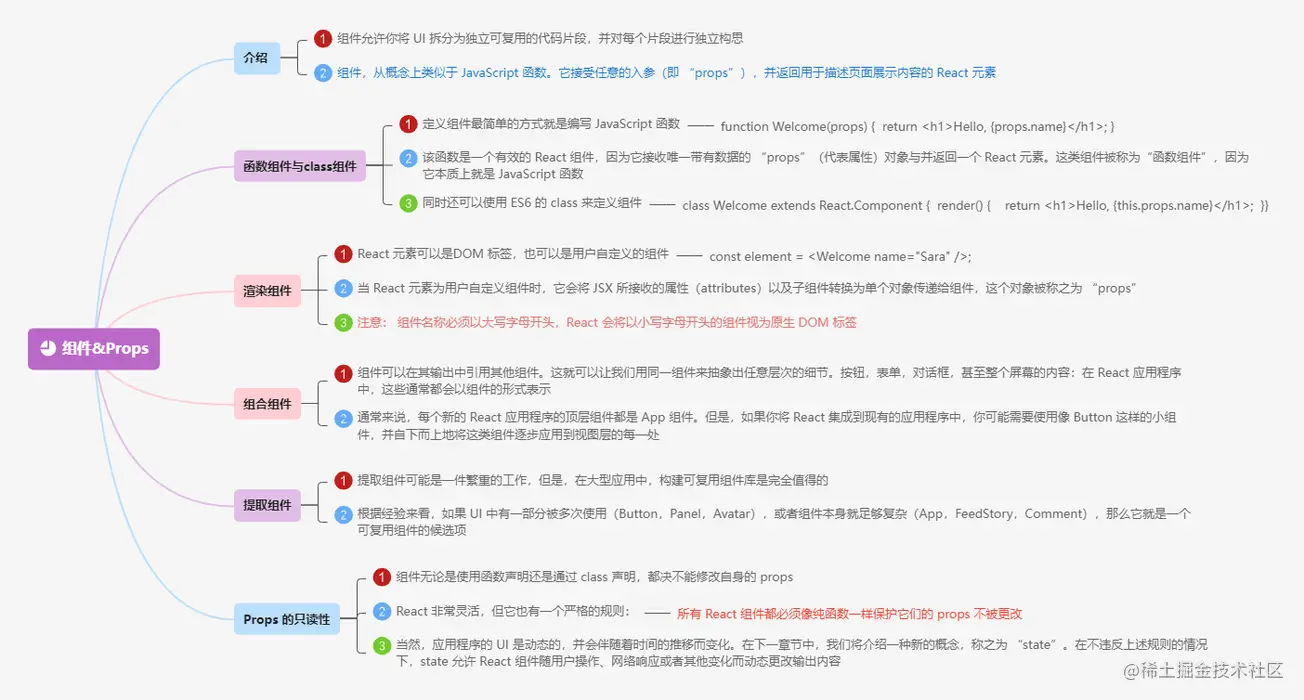 组件&Props
介绍
1 组件允许你将 UI 拆分为独立可复用的代码片段，并对每个片段进行独立构思
2 组件，从概念上类似于 JavaScript 函数。它接受任意的入参（即 “props”），并返回用于描述页面展示内容的 React 元素
函数组件与class组件
1 定义组件最简单的方式就是编写 JavaScript 函数 —— function Welcome(props) {  return <h1>Hello, {props.name}</h1>; }
2 该函数是一个有效的 React 组件，因为它接收唯一带有数据的 “props”（代表属性）对象与并返回一个 React 元素。这类组件被称为“函数组件”，因为
它本质上就是 JavaScript 函数
3 同时还可以使用 ES6 的 class 来定义组件 —— class Welcome extends React.Component {  render() {    return <h1>Hello, {this.props.name}</h1>;  }}
渲染组件
1 React 元素可以是DOM 标签，也可以是用户自定义的组件 —— const element = <Welcome name="Sara" />;
2 当 React 元素为用户自定义组件时，它会将 JSX 所接收的属性（attributes）以及子组件转换为单个对象传递给组件，这个对象被称之为 “props”
3 注意： 组件名称必须以大写字母开头，React 会将以小写字母开头的组件视为原生 DOM 标签
组合组件
1 组件可以在其输出中引用其他组件。这就可以让我们用同一组件来抽象出任意层次的细节。按钮，表单，对话框，甚至整个屏幕的内容：在 React 应用程序
中，这些通常都会以组件的形式表示
2 通常来说，每个新的 React 应用程序的顶层组件都是 App 组件。但是，如果你将 React 集成到现有的应用程序中，你可能需要使用像 Button 这样的小组
件，并自下而上地将这类组件逐步应用到视图层的每一处
提取组件
1 提取组件可能是一件繁重的工作，但是，在大型应用中，构建可复用组件库是完全值得的
2 根据经验来看，如果 UI 中有一部分被多次使用（Button，Panel，Avatar），或者组件本身就足够复杂（App，FeedStory，Comment），那么它就是一个
可复用组件的候选项
Props 的只读性
1 组件无论是使用函数声明还是通过 class 声明，都决不能修改自身的 props
2 React 非常灵活，但它也有一个严格的规则： —— 所有 React 组件都必须像纯函数一样保护它们的 props 不被更改
3 当然，应用程序的 UI 是动态的，并会伴随着时间的推移而变化。在下一章节中，我们将介绍一种新的概念，称之为 “state”。在不违反上述规则的情况
下，state 允许 React 组件随用户操作、网络响应或者其他变化而动态更改输出内容
@稀土掘金技术社区